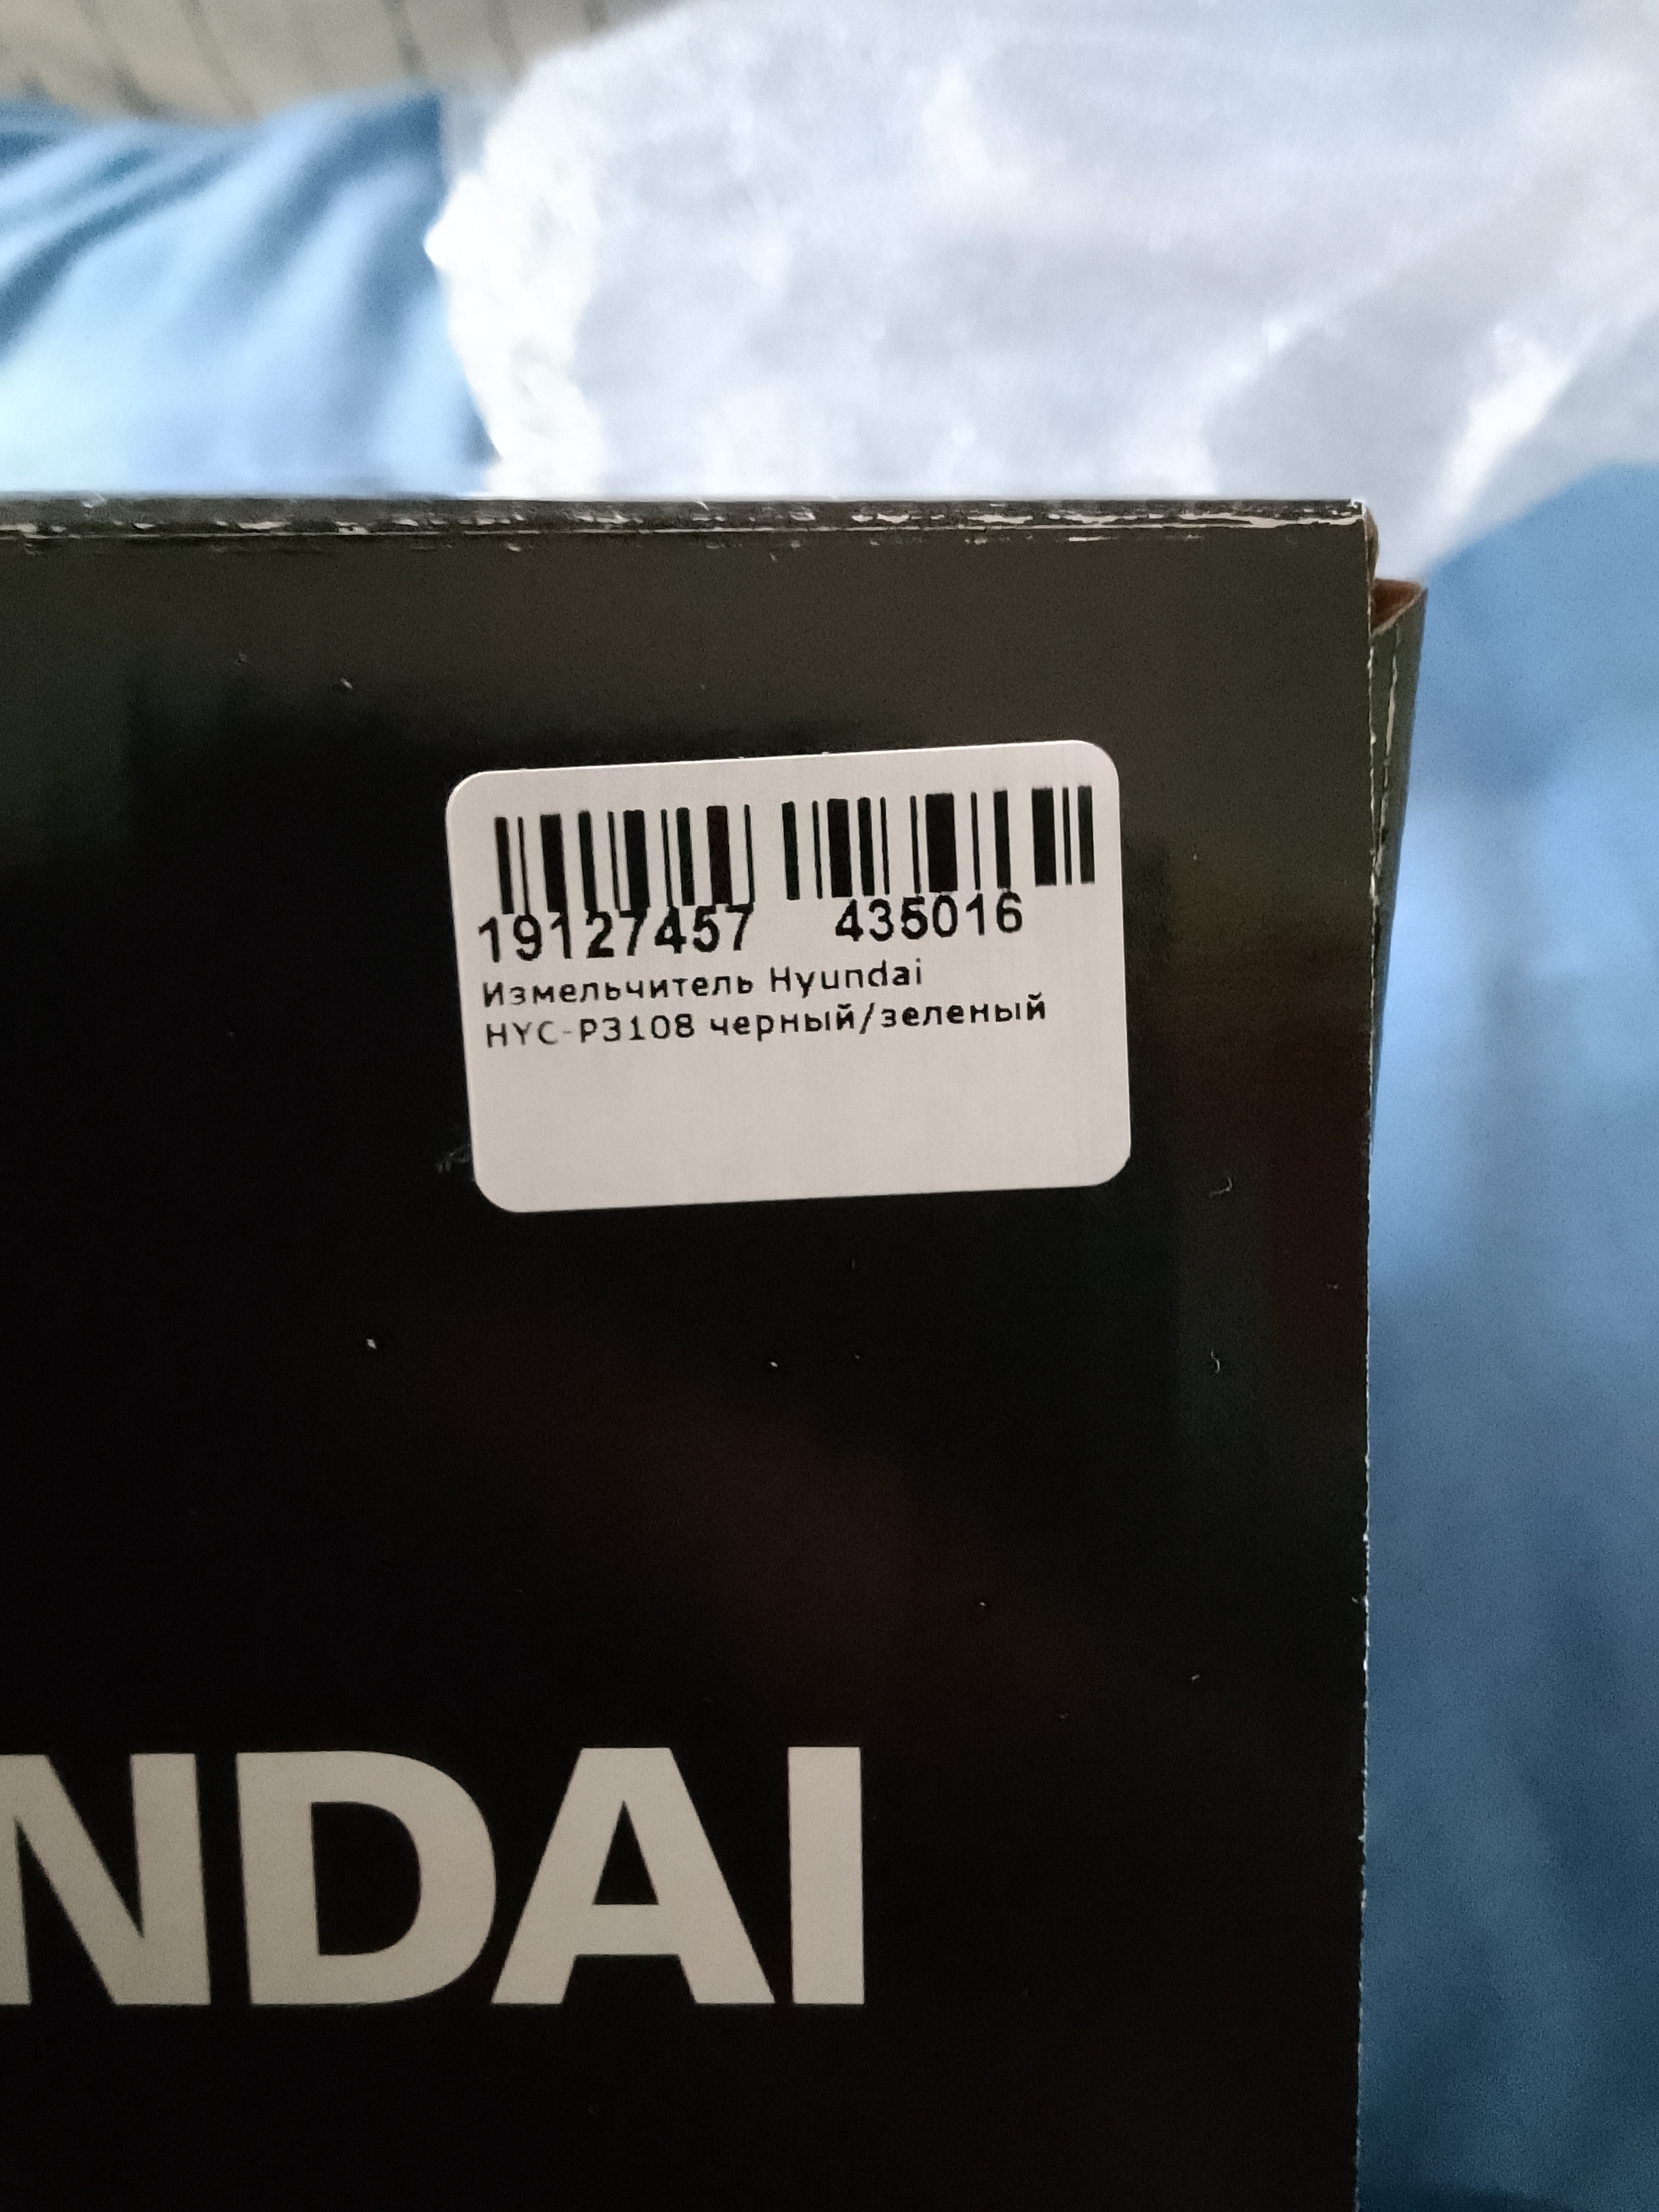 19127457 435016
Измельчитель Hyundai
HYC-P3108 черный/зеленый
NDAI